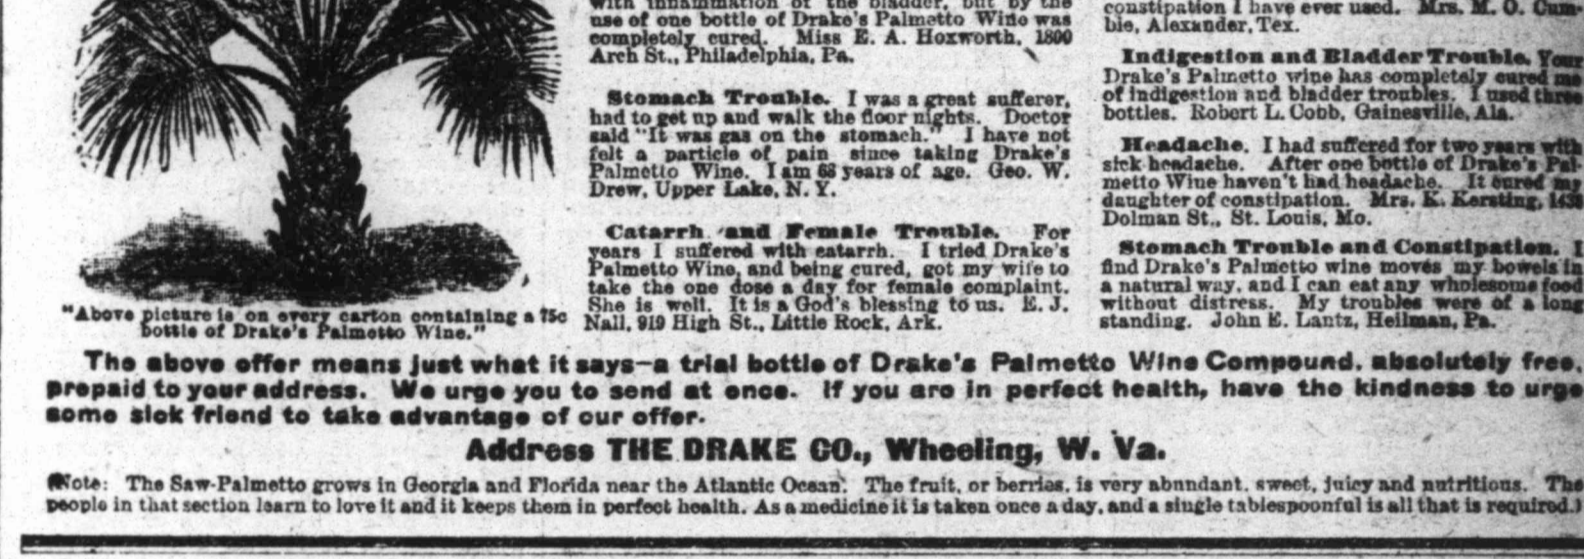 with inflammation of the bladder, but by the
use of one bottle of Drake's Palmetto Wine was
completely cured. Miss E. A. Hoxworth, 1800
Arch St., Philadelphia, Pa.
Stomach Trouble. I was a great sufferer,
had to get up and walk the floor nights. Doctor
said "It was gas on the stomach." I have not
felt a particle of pain since taking Drake's
Palmetto Wine. I am 68 years of age. Geo. W.
Drew, Upper Lake, N. Y.
Catarrh and Female Trouble. For
years I suffered with catarrh. I tried Drake's
Palmetto Wine, and being cured, got my wife to
take the one dose a day for female complaint.
She is well. It is a God's blessing to us. E. J.
Nall, 919 High St., Little Rock, Ark.
constipation I have ever used. Mrs. M. O. Cum-
bie, Alexander, Tex.
Indigestion and Bladder Trouble. Your
Drake's Palmetto wine has completely cured me
of indigestion and bladder troubles. I used three
bottles. Robert L. Cobb, Gainesville, Ala.
Headache. I had suffered for two years with
sick headache. After one bottle of Drake's Pal-
metto Wine haven't had headache. It cured my
daughter of constipation. Mrs. K. Kersting,
Dolman St., St. Louis, Mo.
Stomach Trouble and Constipation. I
find Drake's Palmetto wine moves my bowels in
a natural way, and I can eat any wholesome food
without distress. My troubles were of a long
standing. John E. Lantz, Heilman, Pa.
"Above picture is on every carton containing a 75c
bottle of Drake's Palmetto Wine."
The above offer means just what it says—a trial bottle of Drake's Palmetto Wine Compound, absolutely free,
prepaid to your address. We urge you to send at once. If you are in perfect health, have the kindness to urge
some sick friend to take advantage of our offer.
Address THE DRAKE CO., Wheeling, W. Va.
(Note: The Saw-Palmetto grows in Georgia and Florida near the Atlantic Ocean. The fruit, or berries, is very abundant, sweet, juicy and nutritious. The
people in that section learn to love it and it keeps them in perfect health. As a medicine it is taken once a day, and a single tablespoonful is all that is required.)